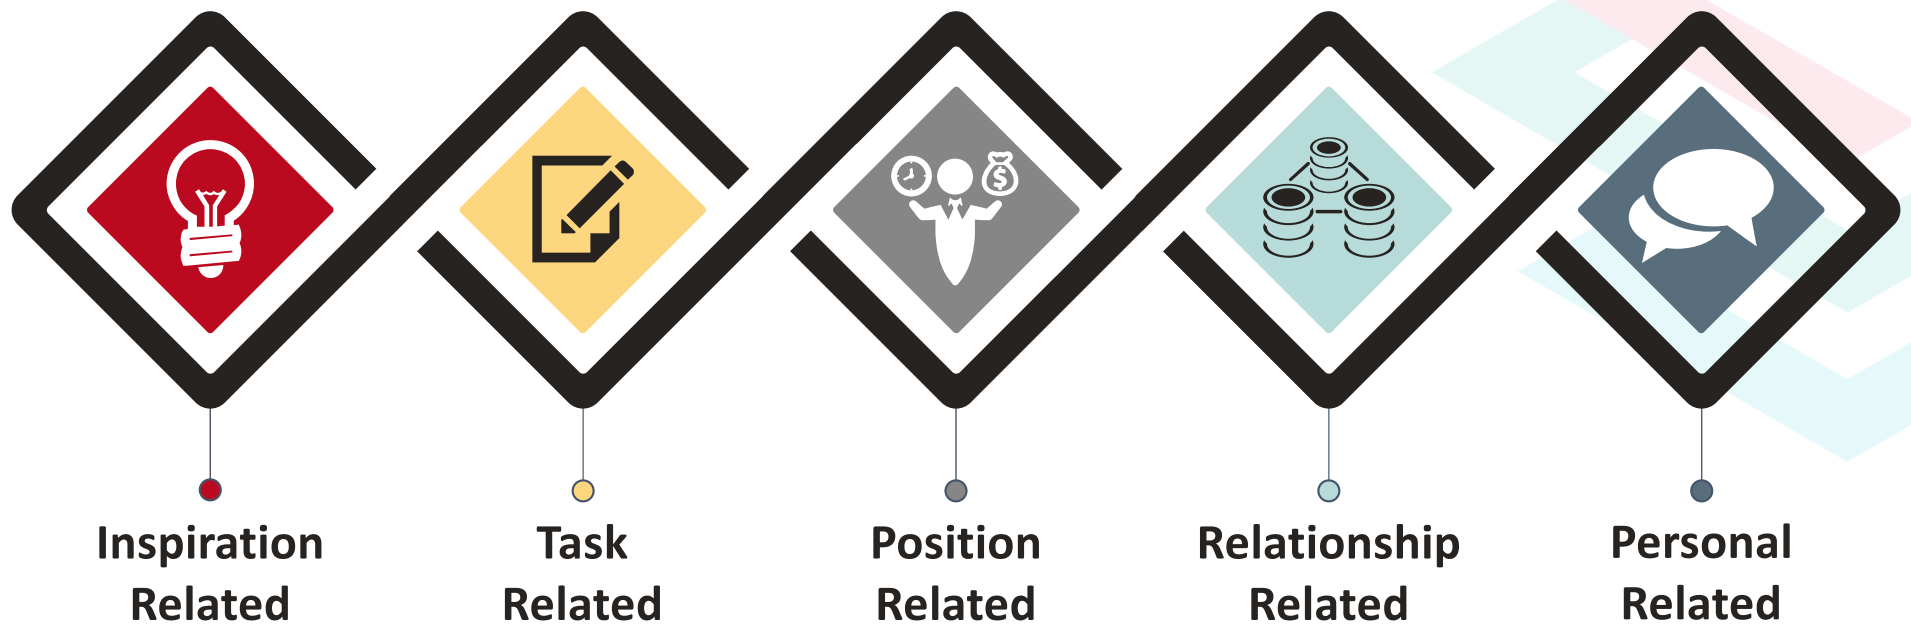 Inspiration
Related
Task
Related
Position
Related
Relationship
Related
Personal
Related
$